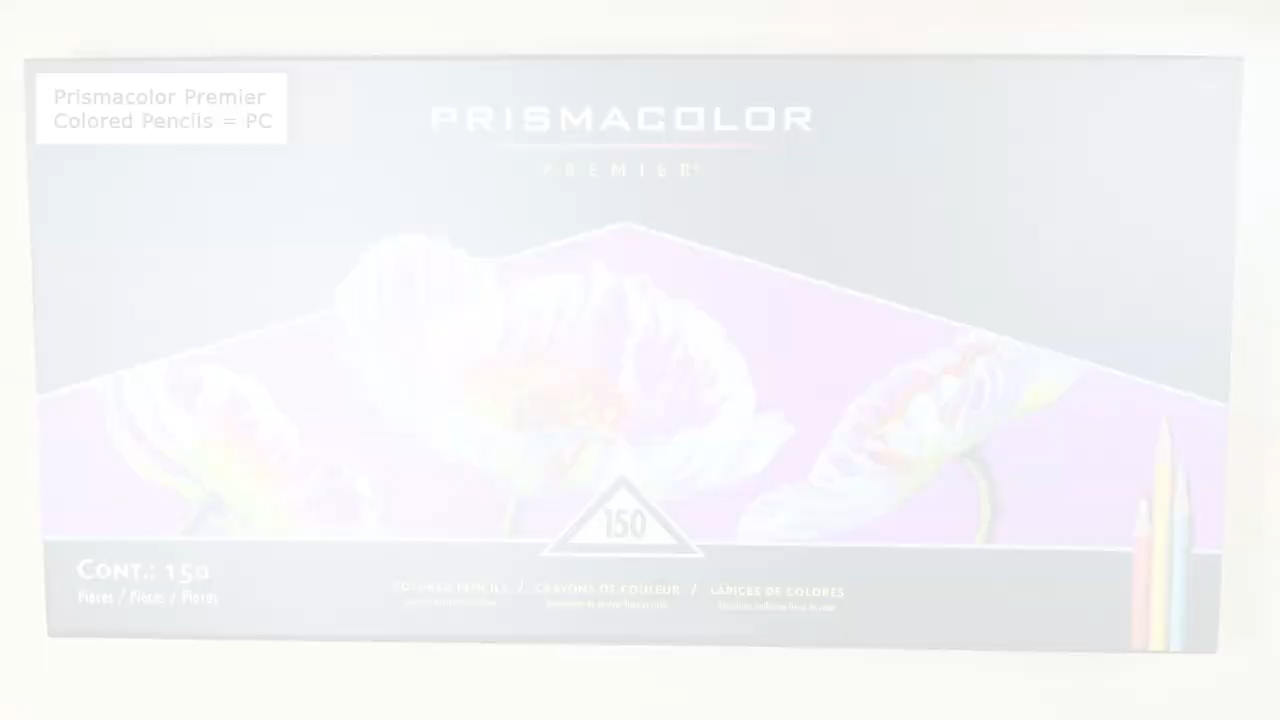 Prismacolor Premier
Colored Pencils = PC
PRISMACOLOR
PREMIER
150
CONT.: 150
Pieces / Pièces / Piezas
COLORED PENCILS / CRAYONS DE COULEUR / LÁPICES DE COLORES